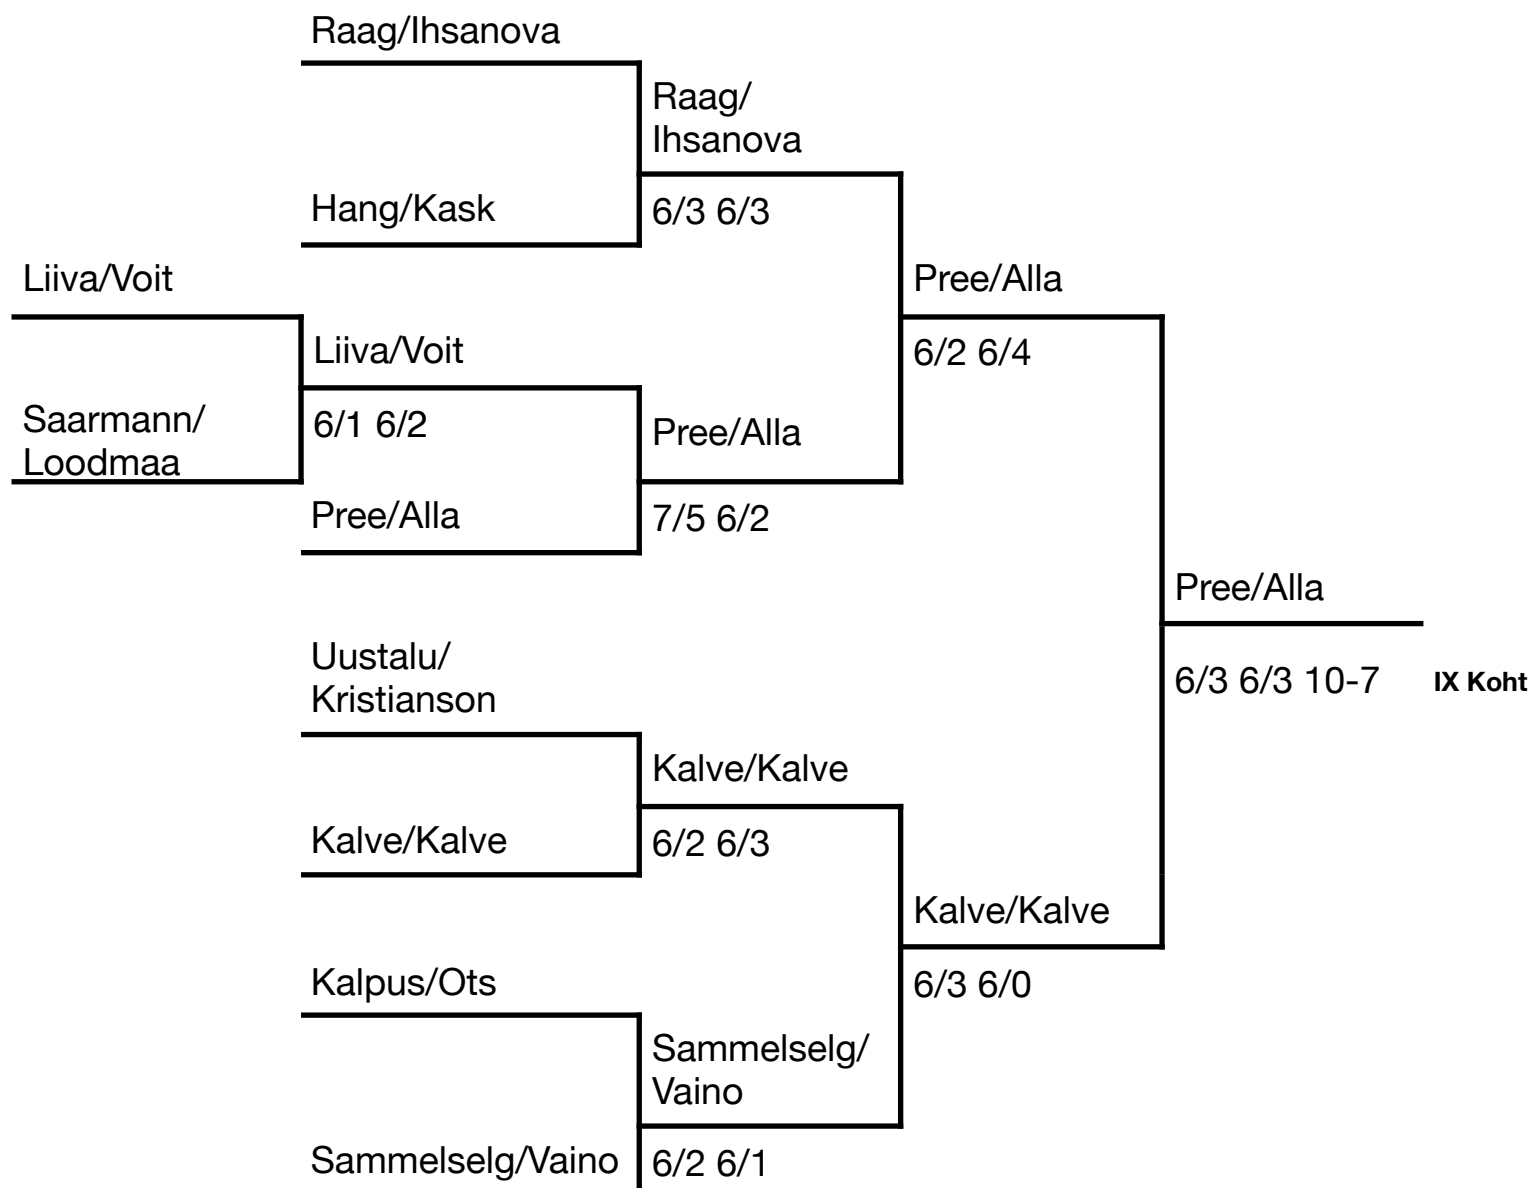 Raag/Ihsanova
Raag/
Ihsanova
Hang/Kask
6/3 6/3
Liiva/Voit
Pree/Alla
Liiva/Voit
6/2 6/4
Saarmann/
Loodmaa
6/1 6/2
Pree/Alla
Pree/Alla
7/5 6/2
Pree/Alla
Uustalu/
Kristianson
6/3 6/3 10-7
IX Koht
Kalve/Kalve
Kalve/Kalve
6/2 6/3
Kalve/Kalve
Kalpus/Ots
6/3 6/0
Sammelselg/
Vaino
Sammelselg/Vaino
6/2 6/1